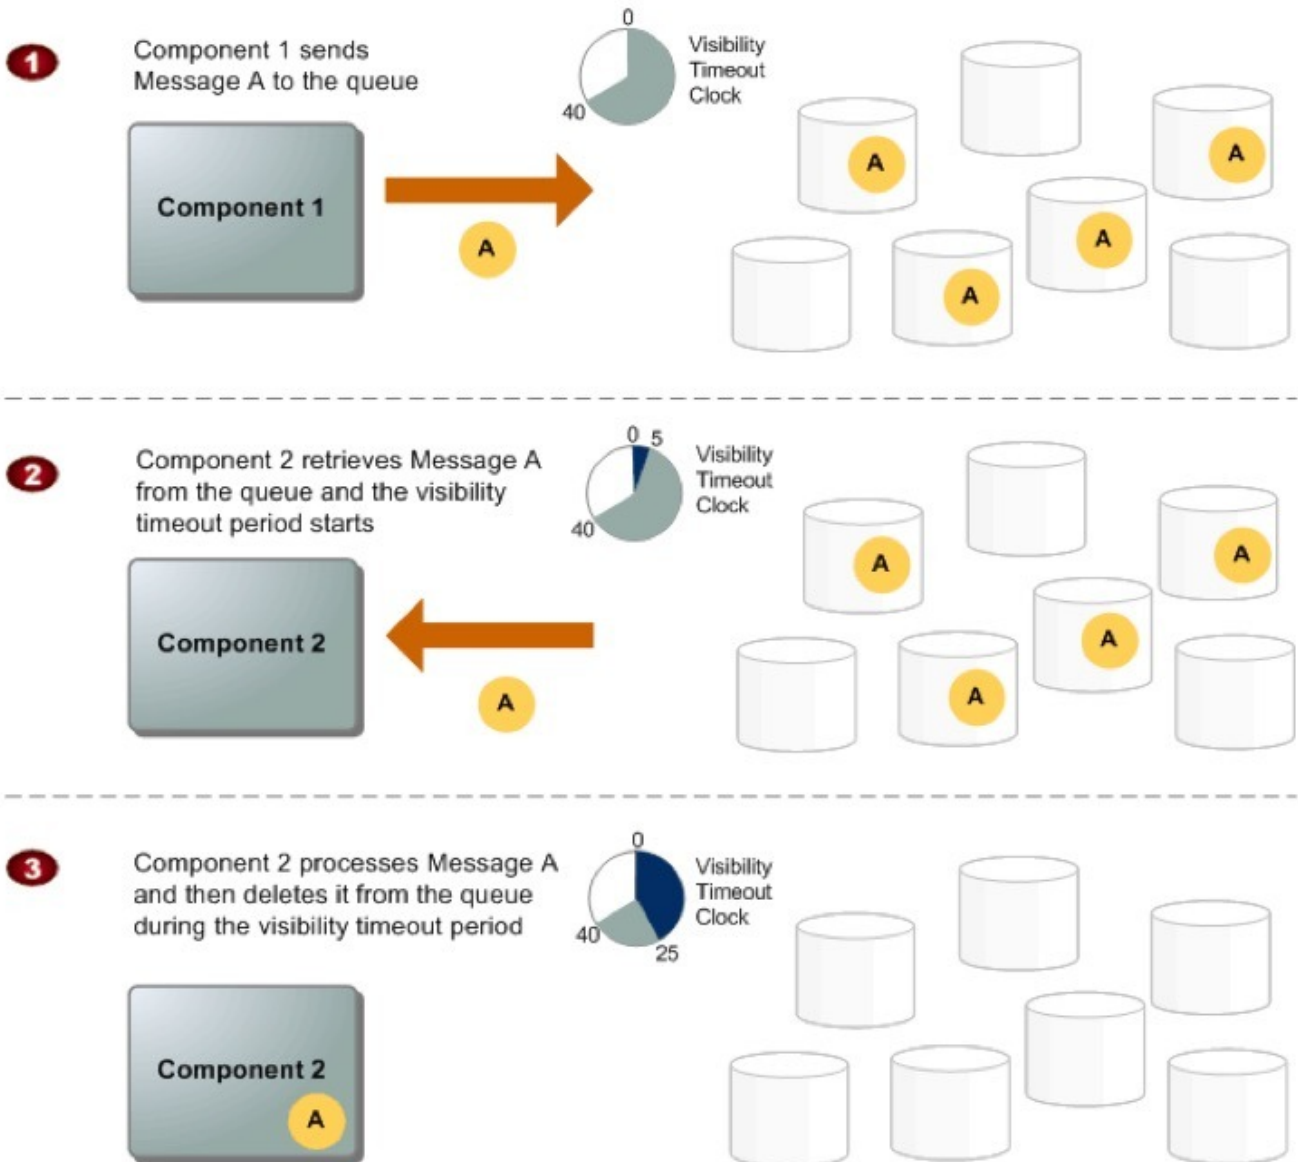 1
Component 1 sends
Message A to the queue
0
40
Visibility
Timeout
Clock
Component 1
A
A
A
A
A
2
Component 2 retrieves Message A
from the queue and the visibility
timeout period starts
0 5
40
Visibility
Timeout
Clock
Component 2
A
A
A
A
A
3
Component 2 processes Message A
and then deletes it from the queue
during the visibility timeout period
0
40
25
Visibility
Timeout
Clock
Component 2
A